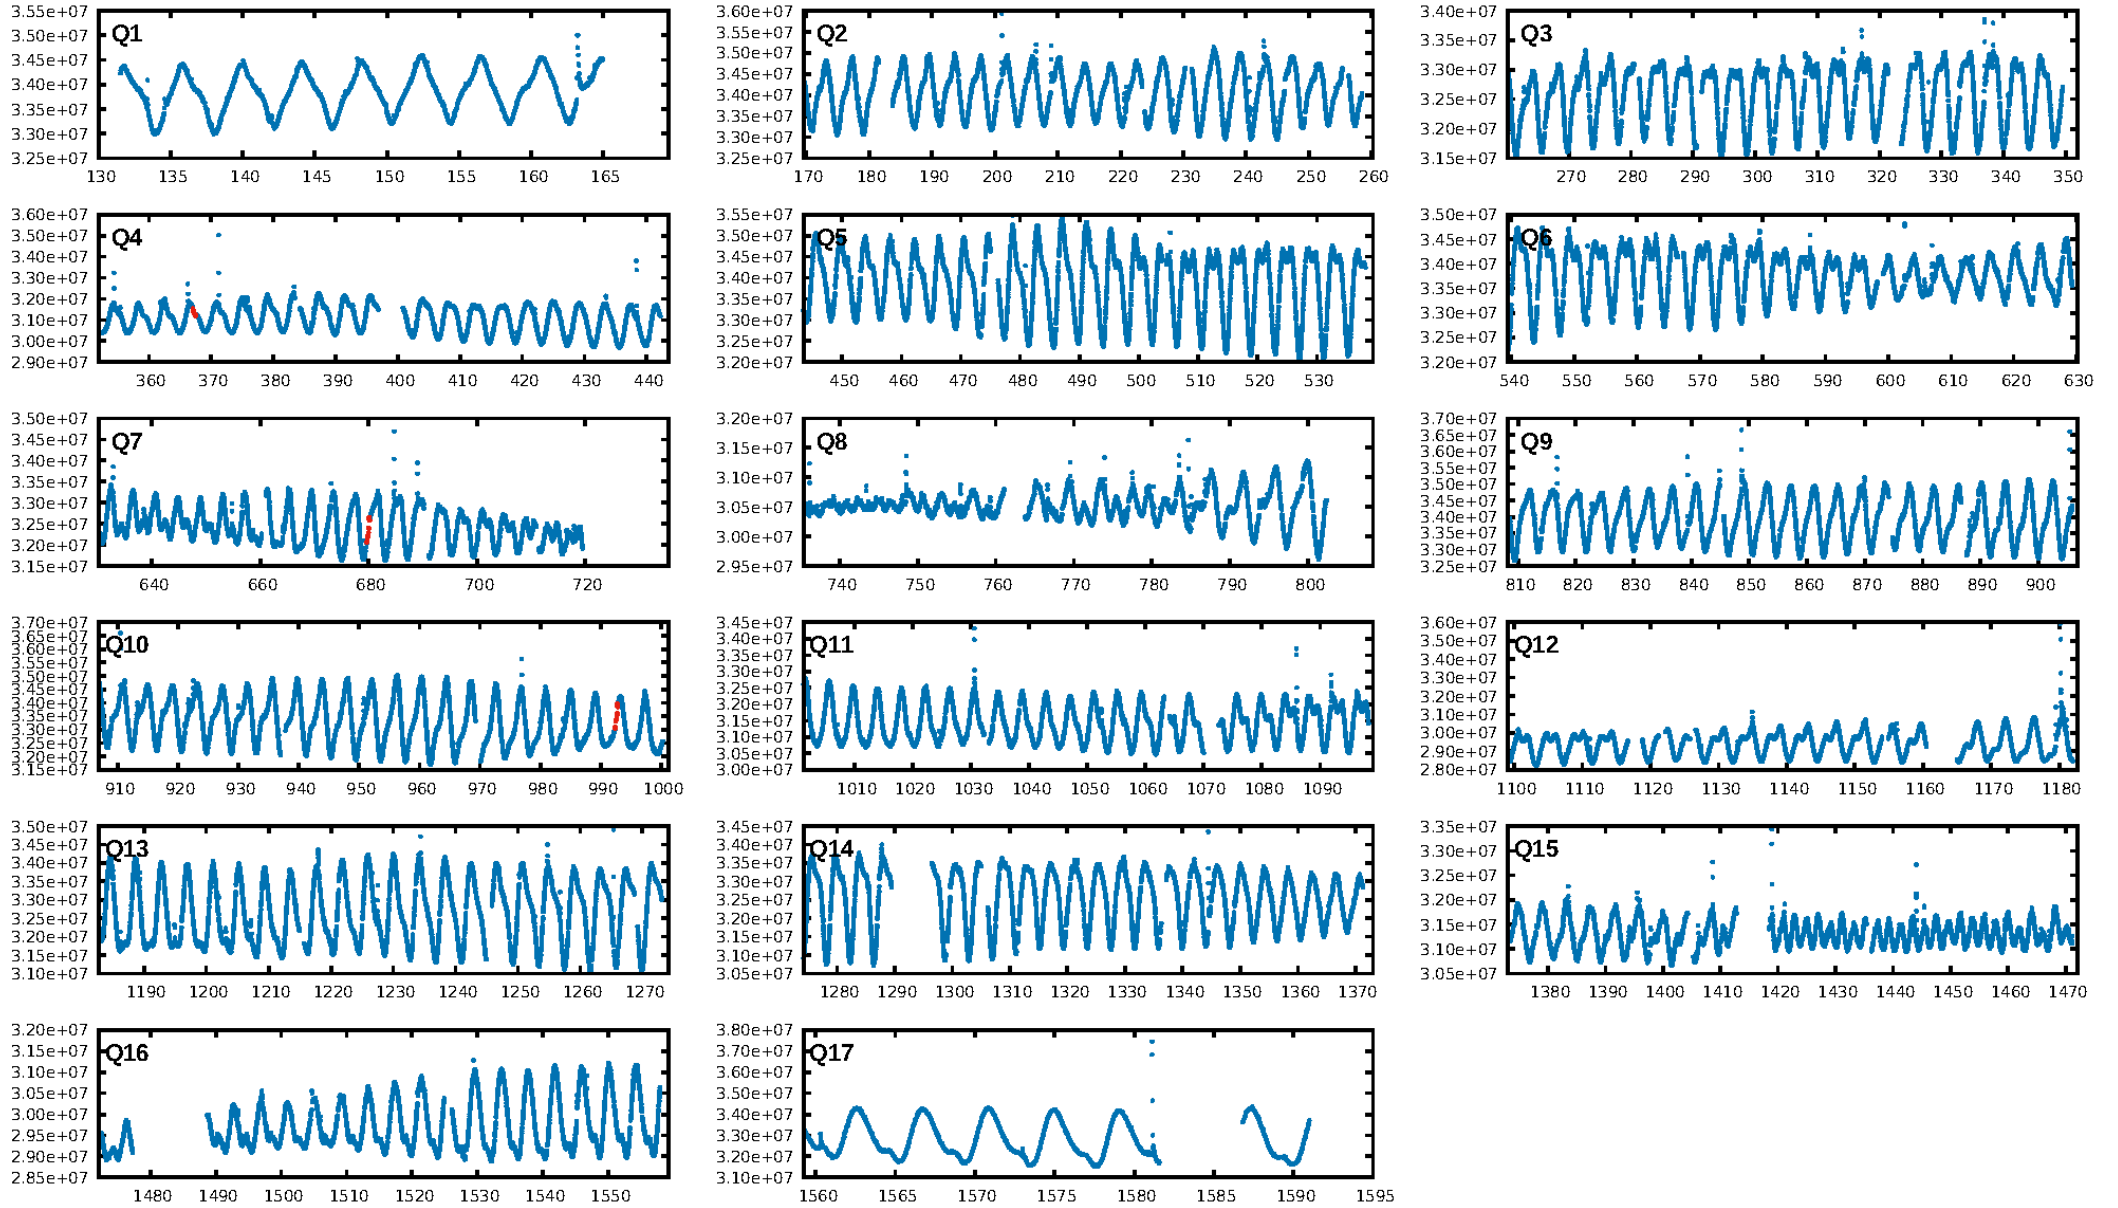 Q1
3.55e+07
3.50e+07
3.45e+07
3.40e+07
3.35e+07
3.30e+07
3.25e+07
130 135 140 145 150 155 160 165
Q2
3.60e+07
3.55e+07
3.50e+07
3.45e+07
3.40e+07
3.35e+07
3.30e+07
3.25e+07
170 180 190 200 210 220 230 240 250 260
Q3
3.40e+07
3.35e+07
3.30e+07
3.25e+07
3.20e+07
3.15e+07
270 280 290 300 310 320 330 340 350
Q4
3.60e+07
3.50e+07
3.40e+07
3.30e+07
3.20e+07
3.10e+07
3.00e+07
2.90e+07
360 370 380 390 400 410 420 430 440
Q5
3.55e+07
3.50e+07
3.45e+07
3.40e+07
3.35e+07
3.30e+07
3.25e+07
3.20e+07
450 460 470 480 490 500 510 520 530
Q6
3.50e+07
3.45e+07
3.40e+07
3.35e+07
3.30e+07
3.25e+07
3.20e+07
540 550 560 570 580 590 600 610 620 630
Q7
3.50e+07
3.45e+07
3.40e+07
3.35e+07
3.30e+07
3.25e+07
3.20e+07
3.15e+07
640 660 680 700 720
Q8
3.20e+07
3.15e+07
3.10e+07
3.05e+07
3.00e+07
2.95e+07
740 750 760 770 780 790 800
Q9
3.70e+07
3.65e+07
3.60e+07
3.55e+07
3.50e+07
3.45e+07
3.40e+07
3.35e+07
3.30e+07
3.25e+07
810 820 830 840 850 860 870 880 890 900
Q10
3.70e+07
3.65e+07
3.60e+07
3.55e+07
3.50e+07
3.45e+07
3.40e+07
3.35e+07
3.30e+07
3.25e+07
3.20e+07
3.15e+07
910 920 930 940 950 960 970 980 990 1000
Q11
3.45e+07
3.40e+07
3.35e+07
3.30e+07
3.25e+07
3.20e+07
3.15e+07
3.10e+07
3.05e+07
3.00e+07
1010 1020 1030 1040 1050 1060 1070 1080 1090
Q12
3.60e+07
3.50e+07
3.40e+07
3.30e+07
3.20e+07
3.10e+07
3.00e+07
2.90e+07
2.80e+07
1100 1110 1120 1130 1140 1150 1160 1170 1180
Q13
3.50e+07
3.45e+07
3.40e+07
3.35e+07
3.30e+07
3.25e+07
3.20e+07
3.15e+07
3.10e+07
1190 1200 1210 1220 1230 1240 1250 1260 1270
Q14
3.45e+07
3.40e+07
3.35e+07
3.30e+07
3.25e+07
3.20e+07
3.15e+07
3.10e+07
3.05e+07
1280 1290 1300 1310 1320 1330 1340 1350 1360 1370
Q15
3.35e+07
3.30e+07
3.25e+07
3.20e+07
3.15e+07
3.10e+07
3.05e+07
1380 1390 1400 1410 1420 1430 1440 1450 1460 1470
Q16
3.20e+07
3.15e+07
3.10e+07
3.05e+07
3.00e+07
2.95e+07
2.90e+07
2.85e+07
1480 1490 1500 1510 1520 1530 1540 1550
Q17
3.80e+07
3.70e+07
3.60e+07
3.50e+07
3.40e+07
3.30e+07
3.20e+07
3.10e+07
1560 1565 1570 1575 1580 1585 1590 1595